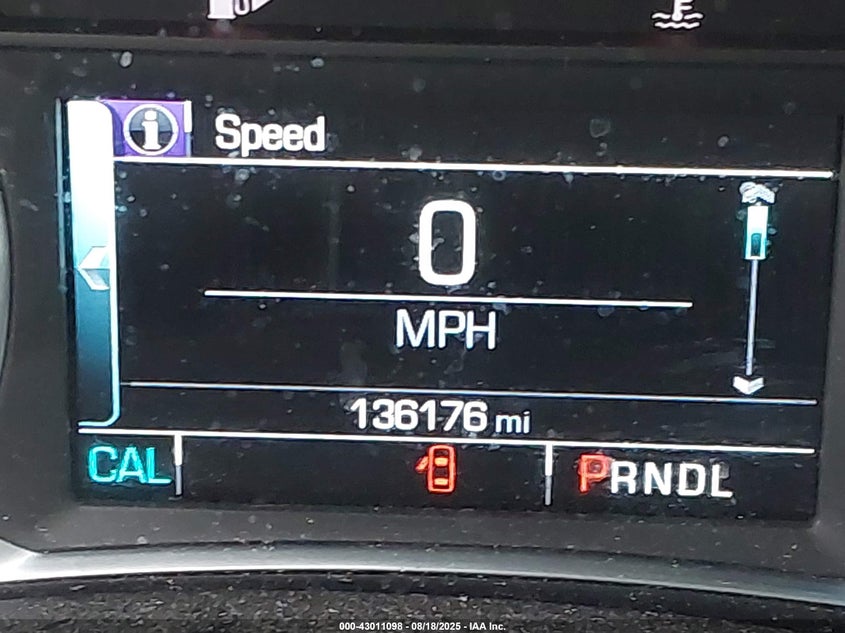 Speed
0
MPH
136176 mi
CAL PRNDL
000-43011098 - 08/18/2025 - IAA Inc.